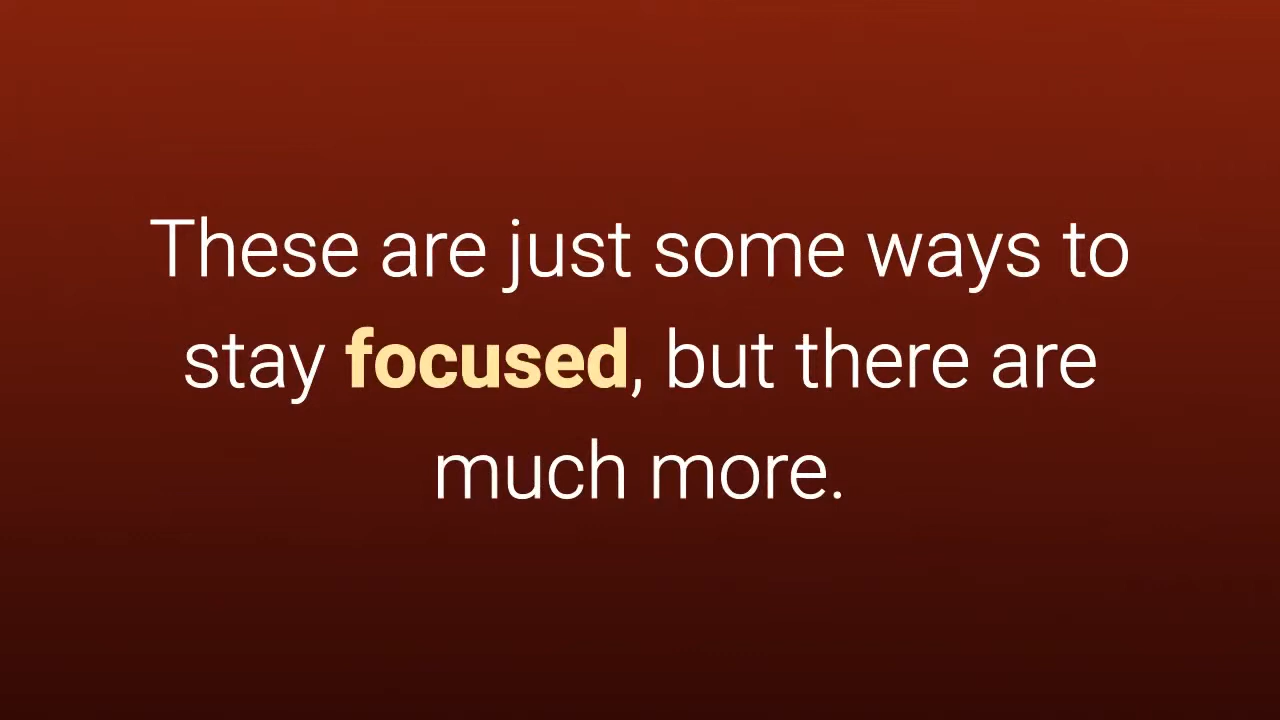 These are just some ways to
stay focused, but there are
much more.